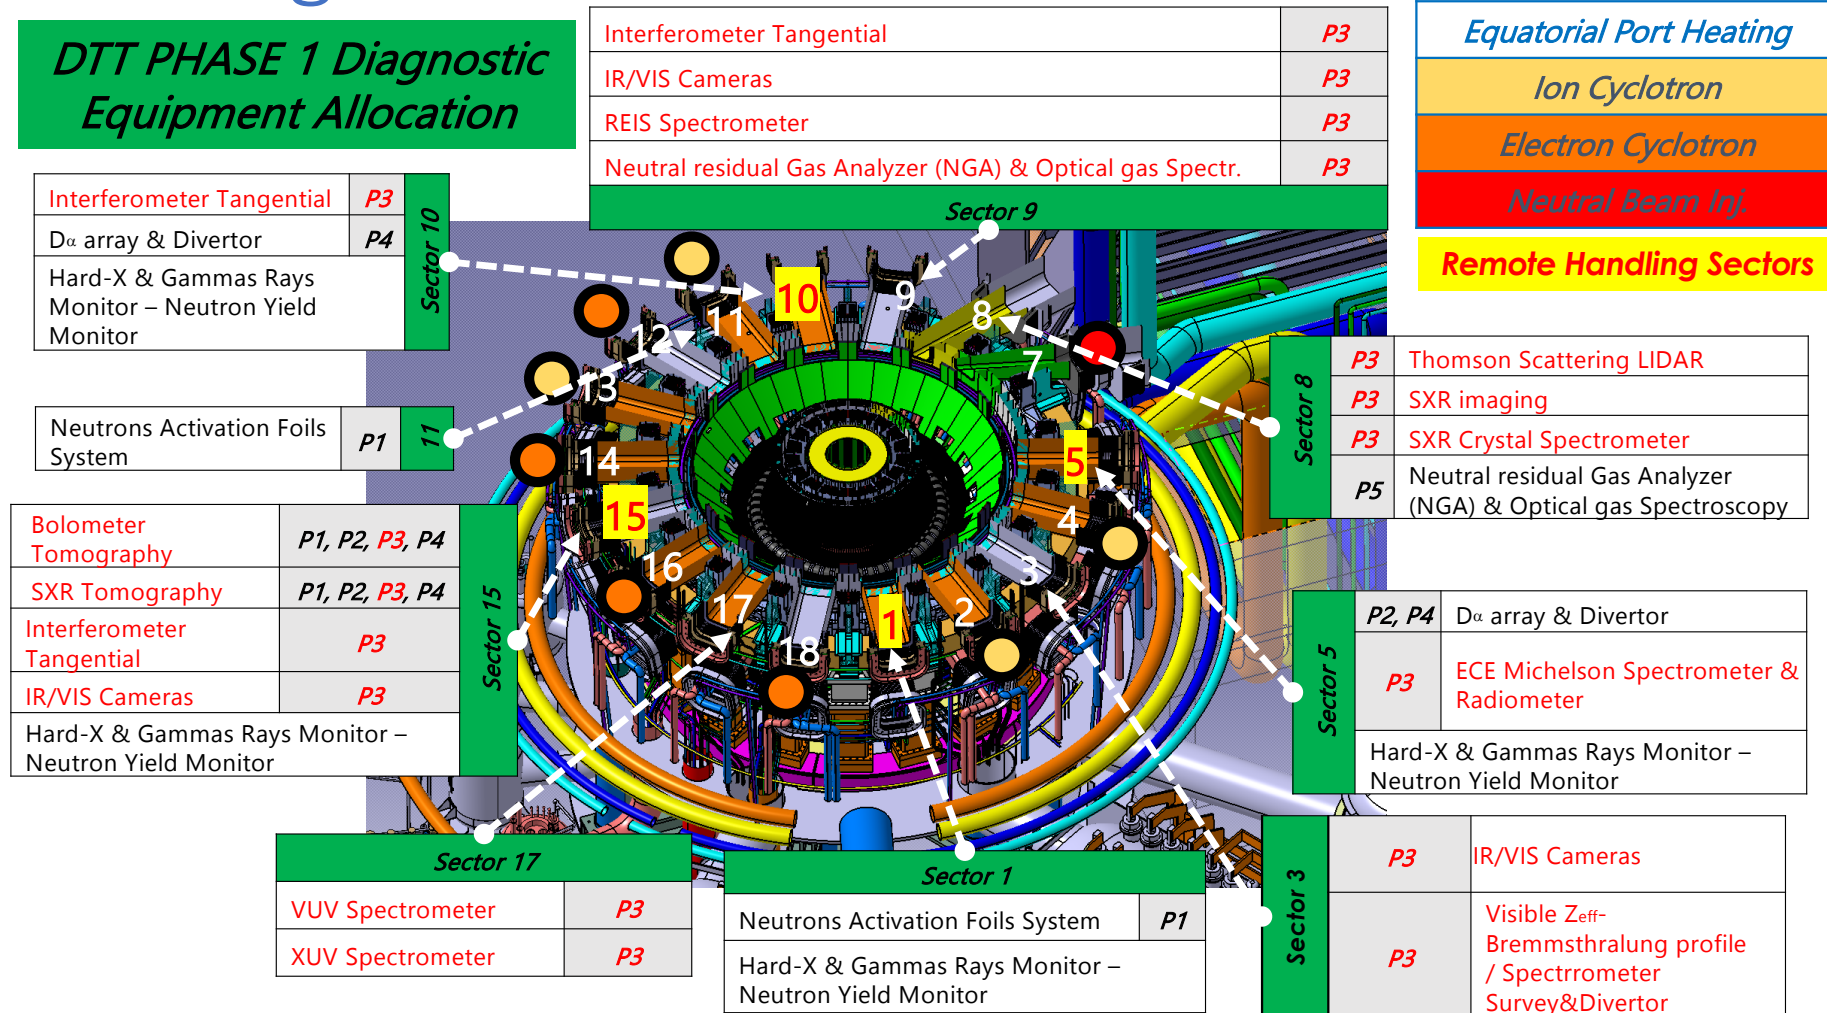 DTT PHASE 1 Diagnostic
Equipment Allocation
Interferometer Tangential P3
IR/VIS Cameras P3
REIS Spectrometer P3
Neutral residual Gas Analyzer (NGA) & Optical gas Spectr. P3
Sector 9
Equatorial Port Heating
Ion Cyclotron
Electron Cyclotron
Neutral Beam Inj.
Remote Handling Sectors
Interferometer Tangential P3
Dα array & Divertor P4
Hard-X & Gammas Rays
Monitor – Neutron Yield
Monitor
Sector 10
Neutrons Activation Foils
System
P1
11
Bolometer
Tomography
P1, P2, P3, P4
SXR Tomography P1, P2, P3, P4
Interferometer
Tangential
P3
IR/VIS Cameras P3
Hard-X & Gammas Rays Monitor –
Neutron Yield Monitor
Sector 15
10
9
8
7
11
12
13
14
15
16
17
18
1
2
3
4
5
Sector 8
P3 Thomson Scattering LIDAR
P3 SXR imaging
P3 SXR Crystal Spectrometer
P5
Neutral residual Gas Analyzer
(NGA) & Optical gas Spectroscopy
Sector 5
P2, P4 Dα array & Divertor
P3
ECE Michelson Spectrometer &
Radiometer
Hard-X & Gammas Rays Monitor –
Neutron Yield Monitor
Sector 17
VUV Spectrometer P3
XUV Spectrometer P3
Sector 1
Neutrons Activation Foils System P1
Hard-X & Gammas Rays Monitor –
Neutron Yield Monitor
Sector 3
P3 IR/VIS Cameras
P3
Visible Zeff-
Bremmsthralung profile
/ Spectrrometer
Survey&Divertor